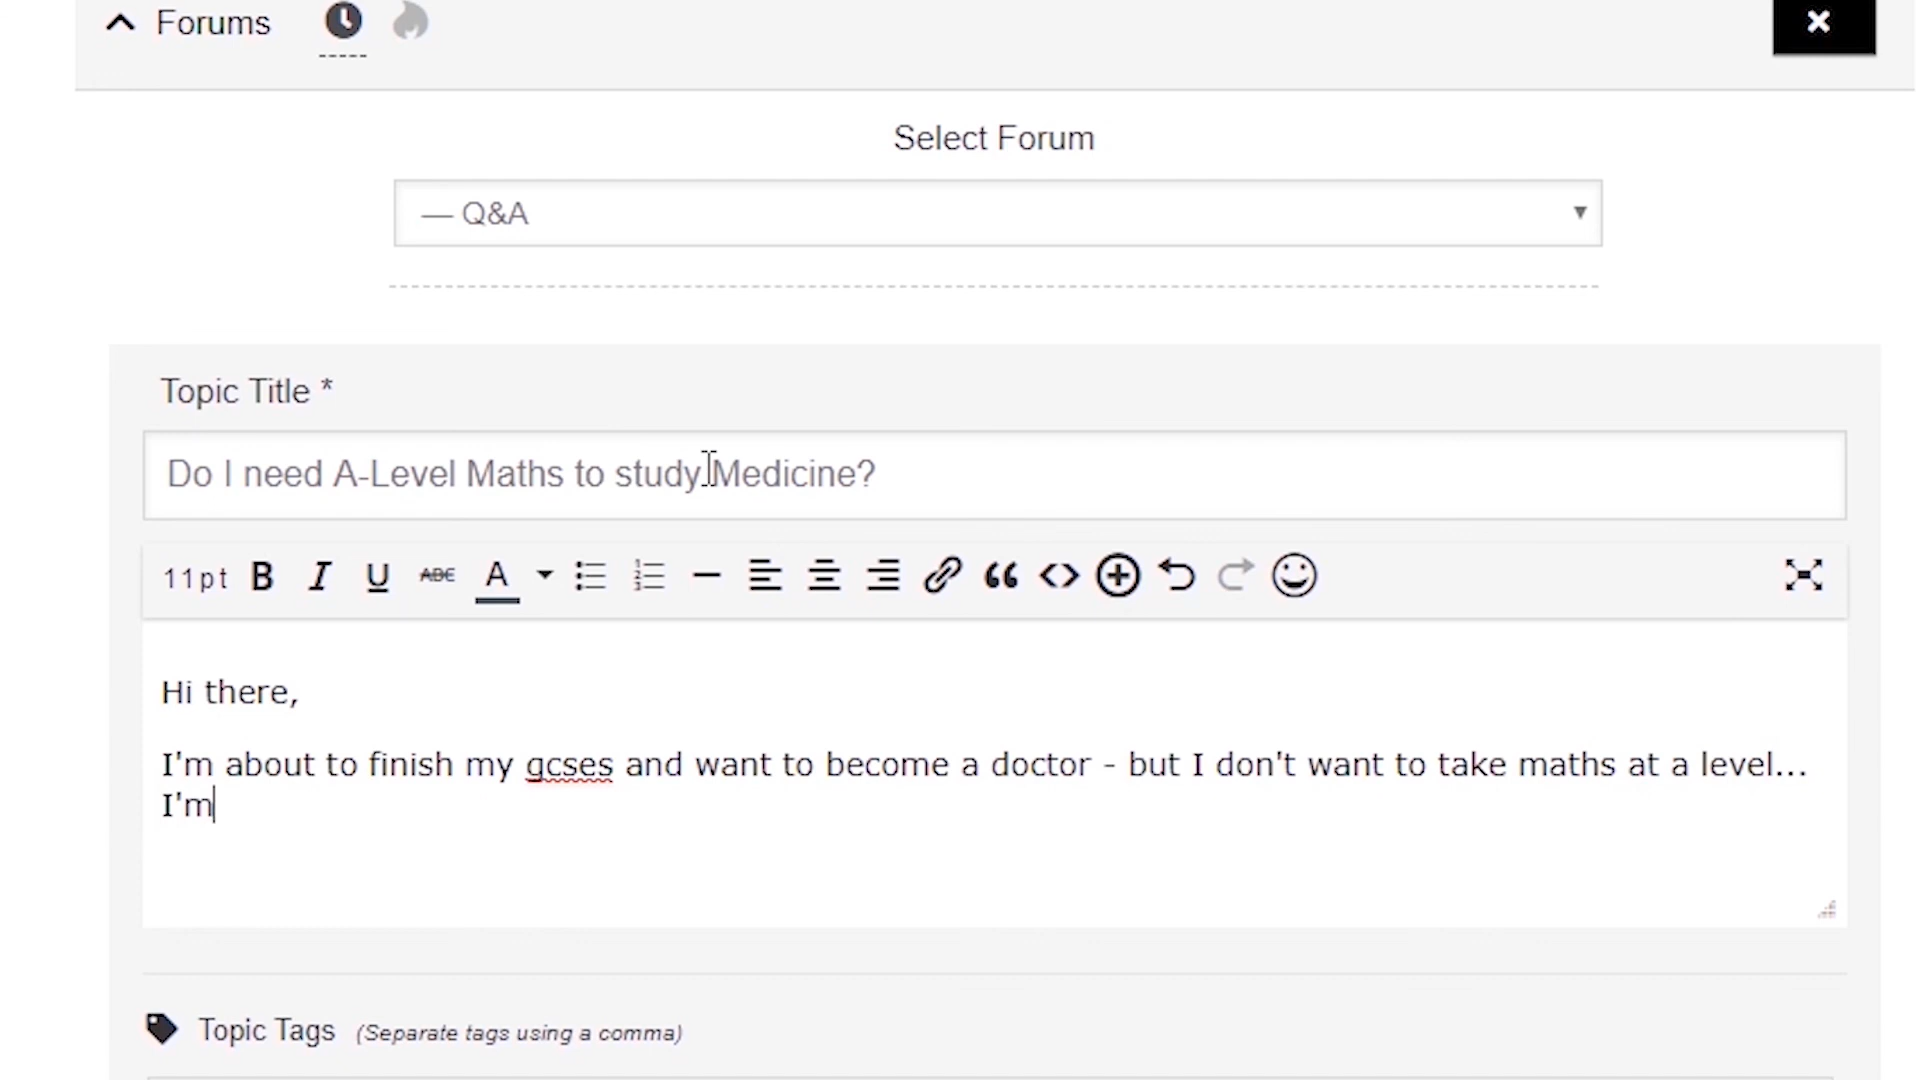 Forums
Select Forum
— Q&A
Topic Title *
Do I need A-Level Maths to study Medicine?
11pt B I U ABC A
Hi there,
I'm about to finish my gcses and want to become a doctor - but I don't want to take maths at a level...
I'm
Topic Tags (Separate tags using a comma)